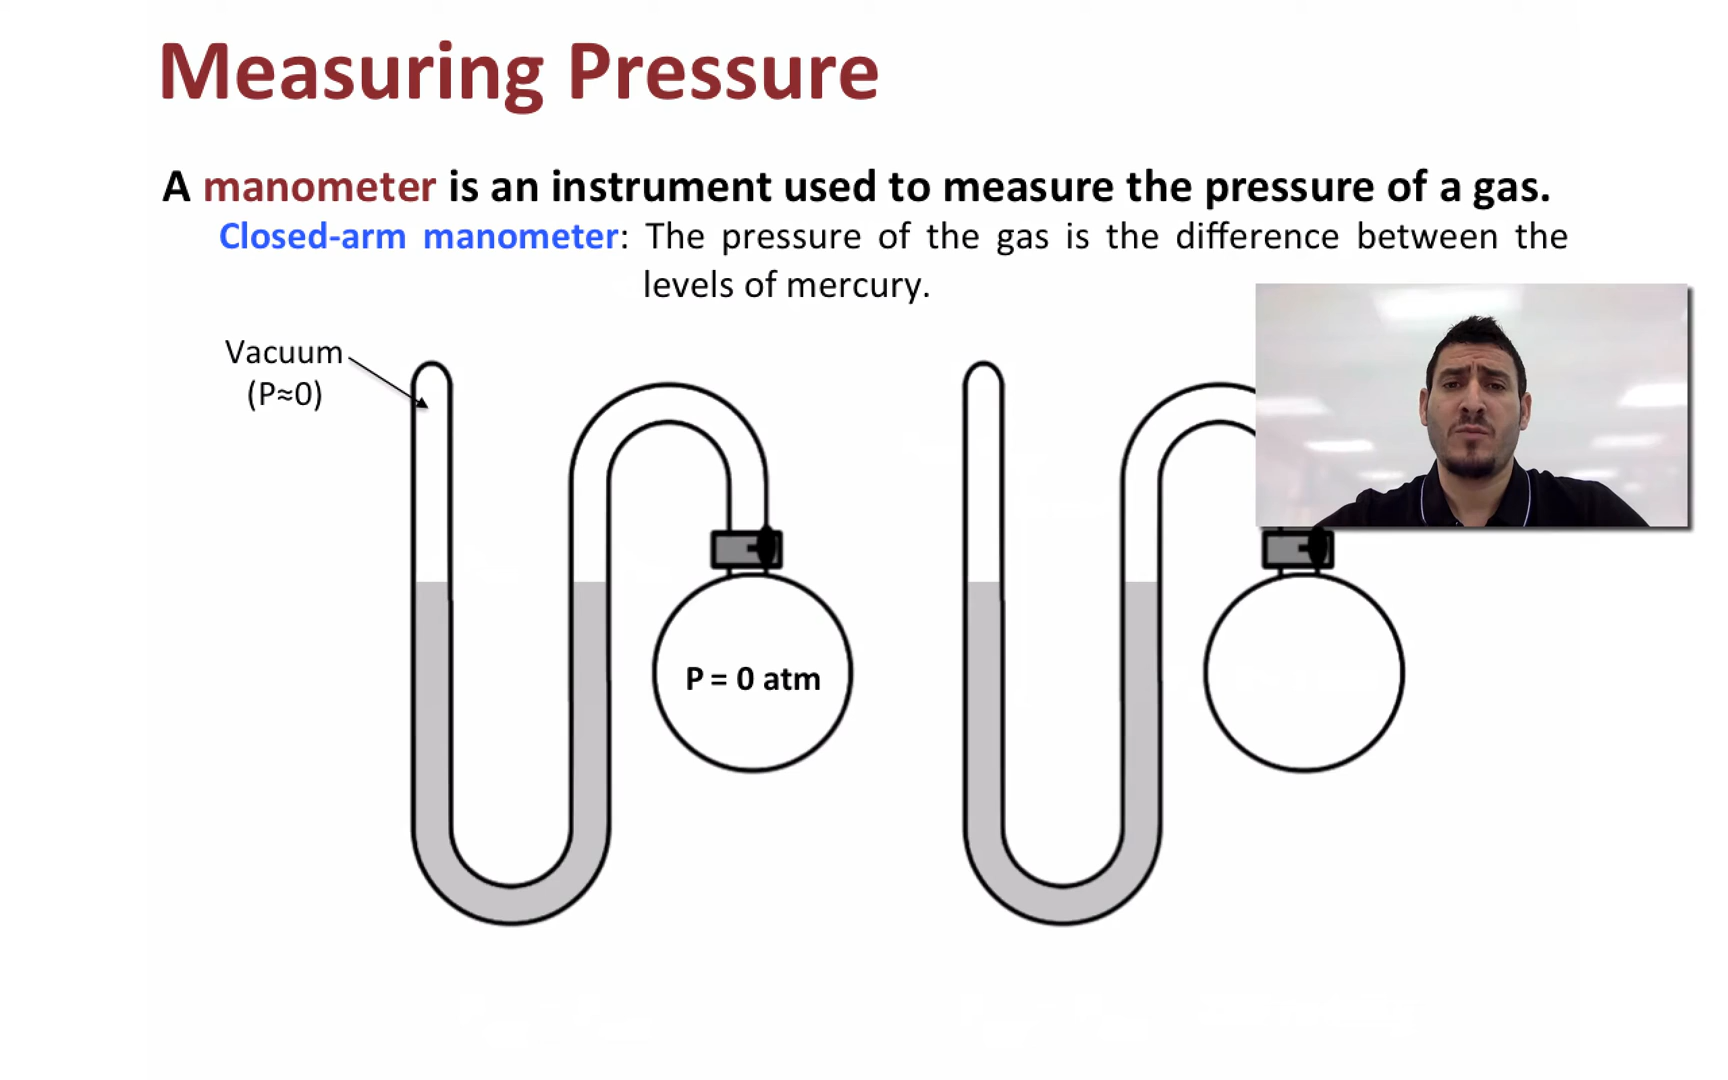 Measuring Pressure
A manometer is an instrument used to measure the pressure of a gas.
Closed-arm manometer: The pressure of the gas is the difference between the
levels of mercury.
Vacuum
(P≈0)
P = 0 atm